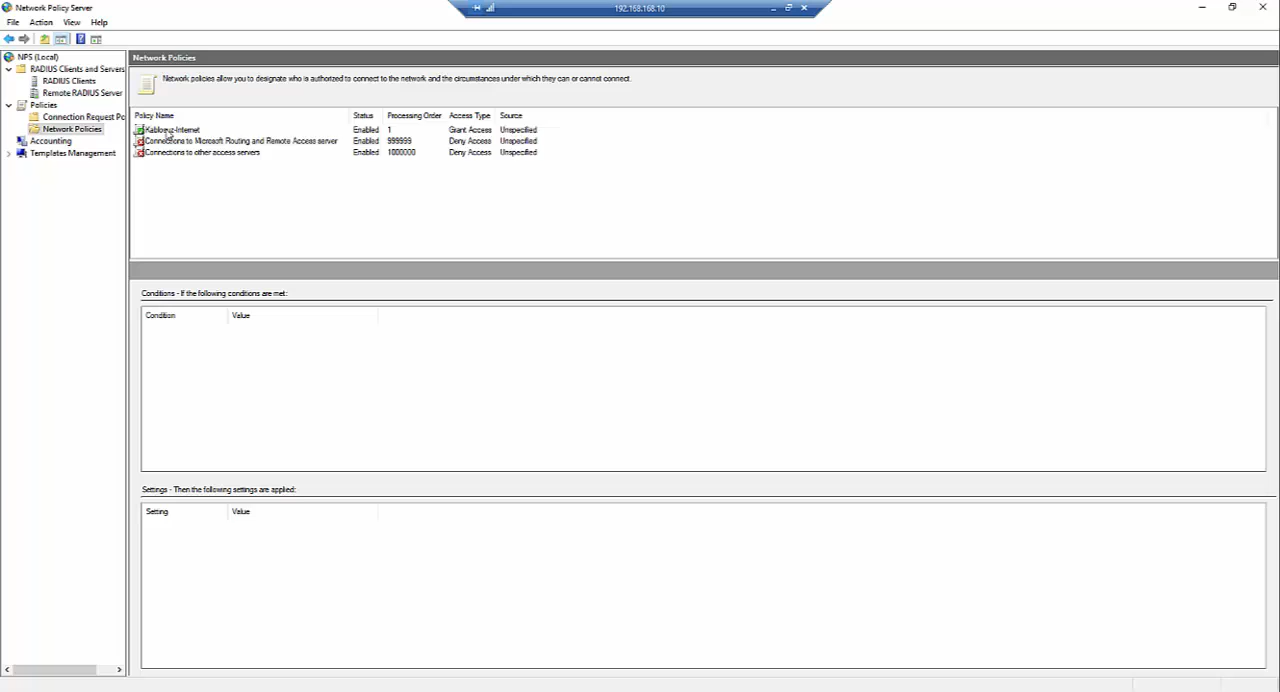 Network Policy Server
192.168.168.10
File Action View Help
NPS (Local)
RADIUS Clients and Servers
RADIUS Clients
Remote RADIUS Server
Policies
Connection Request Po
Network Policies
Accounting
Templates Management
Network Policies
Network policies allow you to designate who is authorized to connect to the network and the circumstances under which they can or cannot connect.
Policy Name Status Processing Order Access Type Source
Enabled 1 Grant Access Unspecified
Connections to Microsoft Routing and Remote Access server Enabled 999999 Deny Access Unspecified
Connections to other access servers Enabled 1000000 Deny Access Unspecified
Conditions - If the following conditions are met:
Condition Value
Settings - Then the following settings are applied:
Setting Value